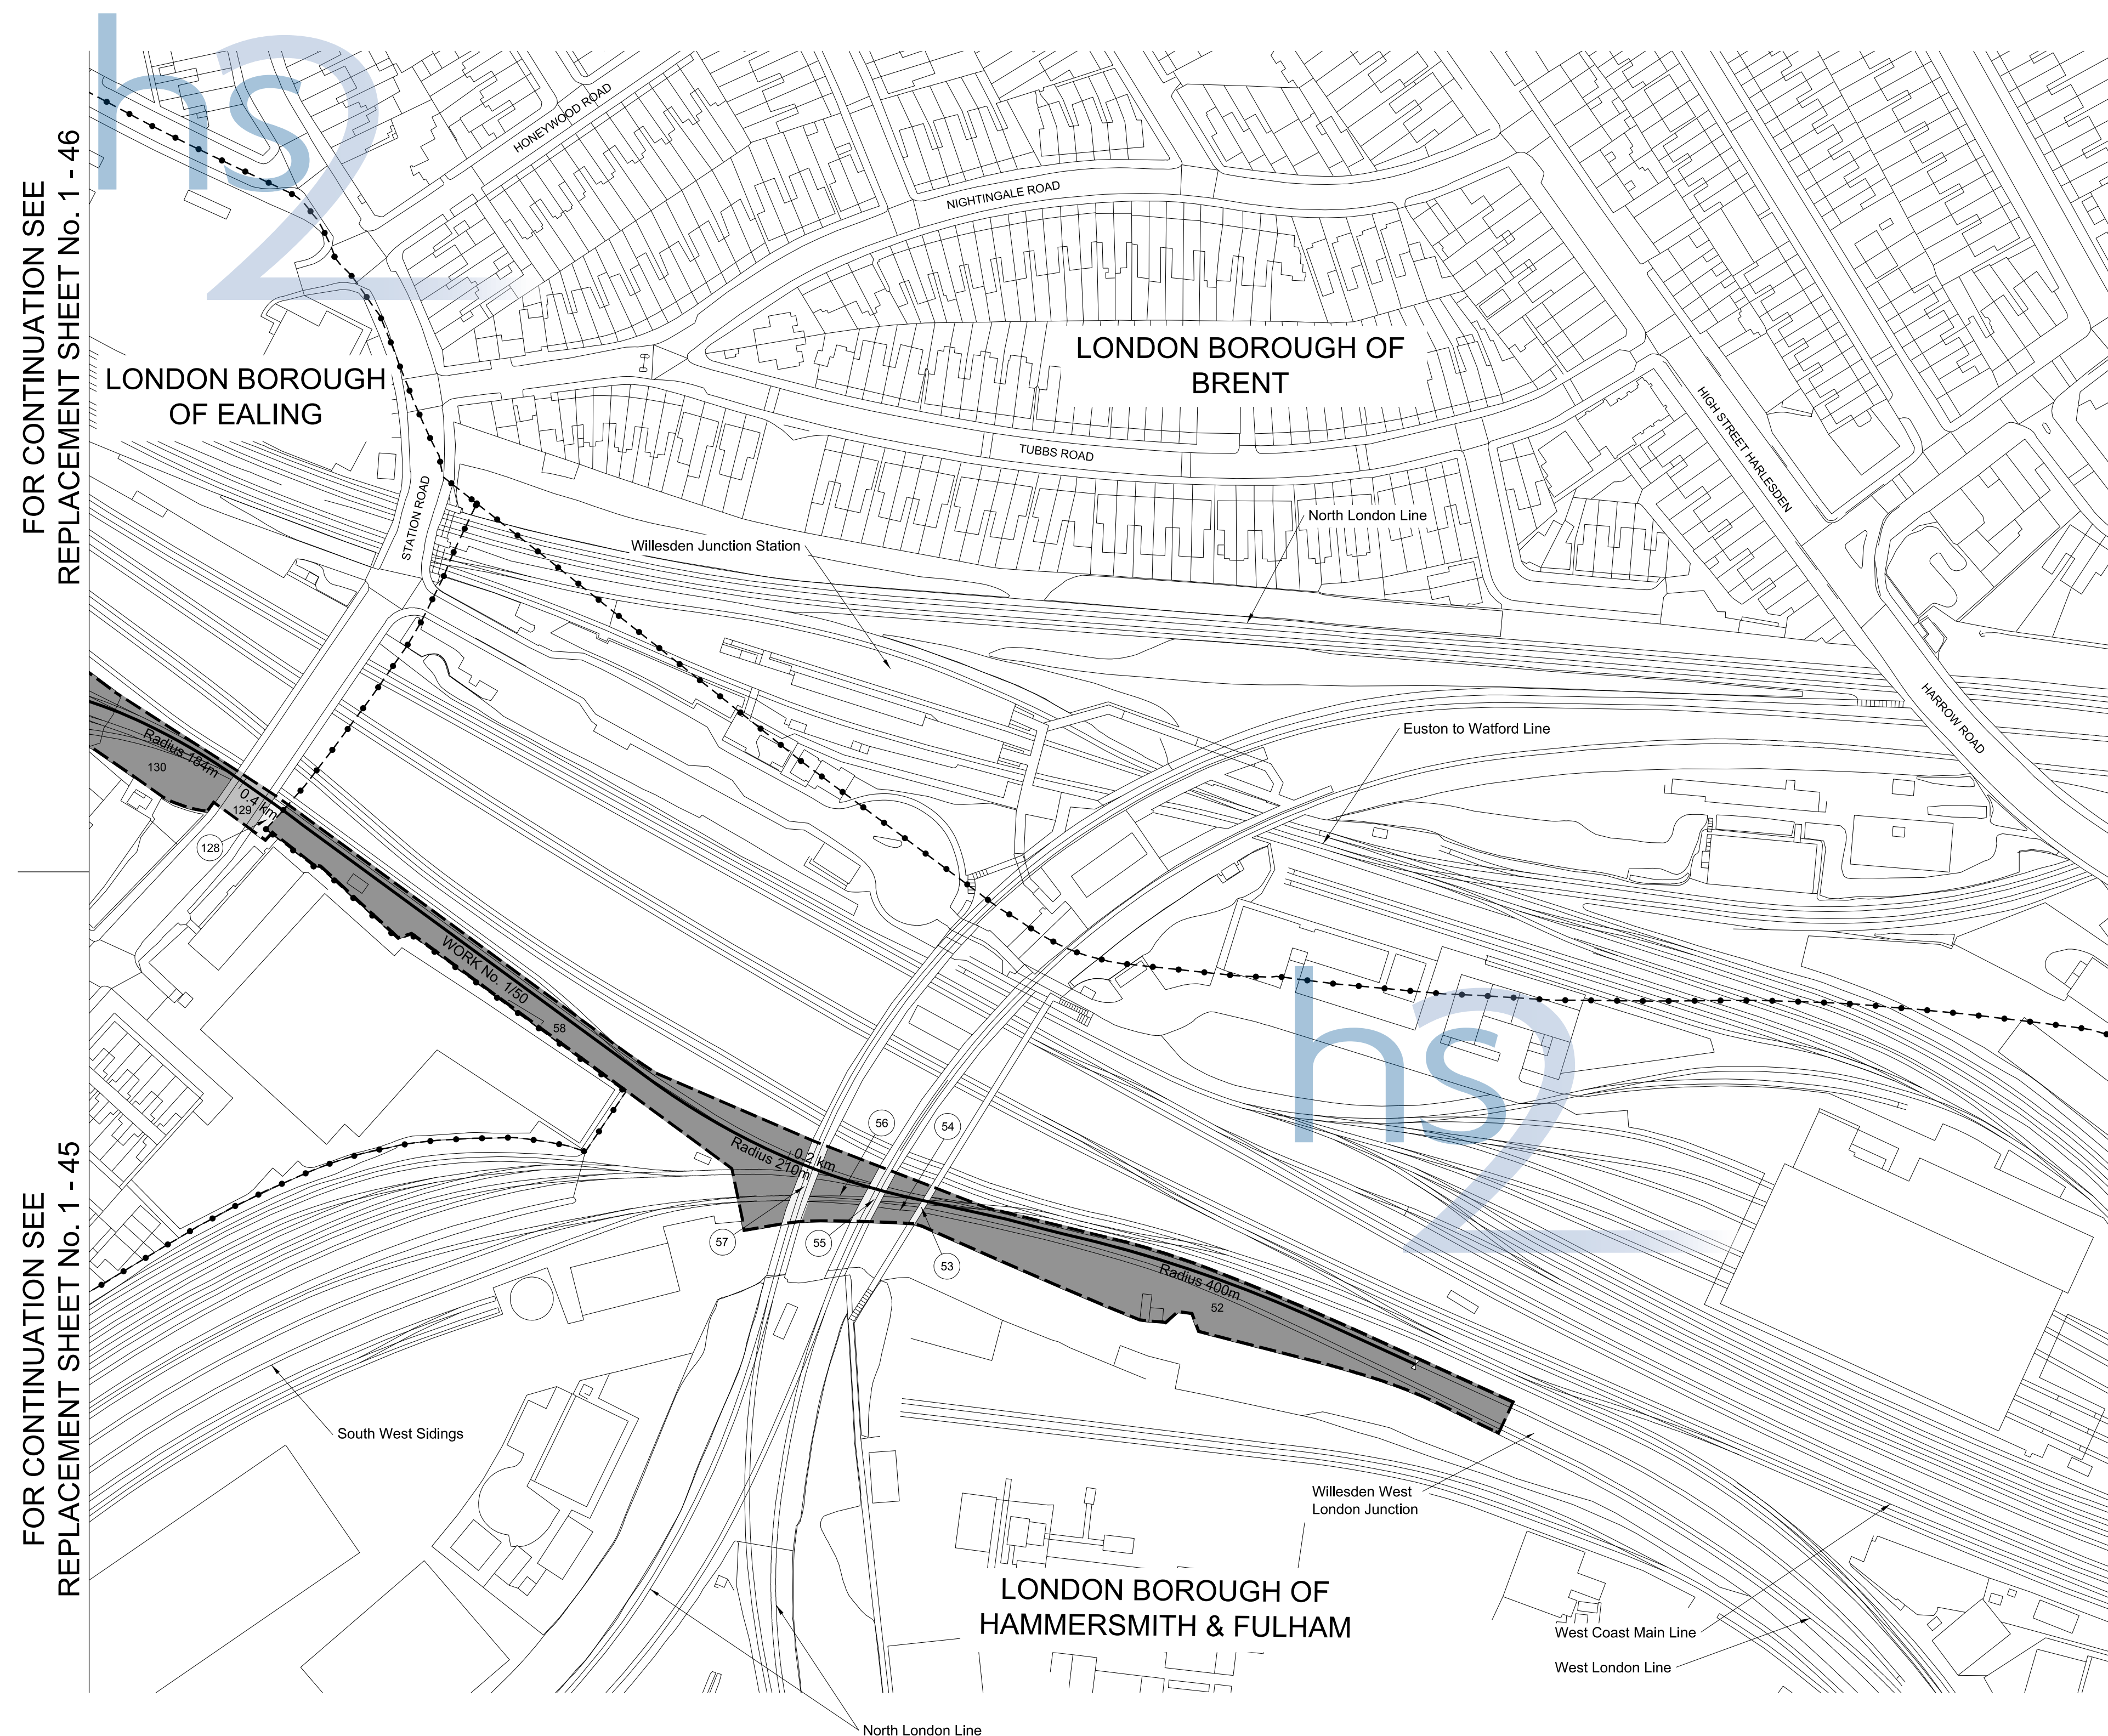 hs2
FOR CONTINUATION SEE
REPLACEMENT SHEET No. 1 - 46
HONEYWOOD ROAD
NIGHTINGALE ROAD
LONDON BOROUGH
OF EALING
LONDON BOROUGH OF
BRENT
HIGH STREET HARLESDEN
TUBBS ROAD
STATION ROAD
North London Line
Willesden Junction Station
HARROW ROAD
Euston to Watford Line
Radius 184m
130
0.4 km
129
128
WORK No. 1/50
58
hs2
56
54
Radius 210m
0.2 km
57
55
53
Radius 400m
52
FOR CONTINUATION SEE
REPLACEMENT SHEET No. 1 - 45
South West Sidings
Willesden West
London Junction
LONDON BOROUGH OF
HAMMERSMITH & FULHAM
West Coast Main Line
West London Line
North London Line